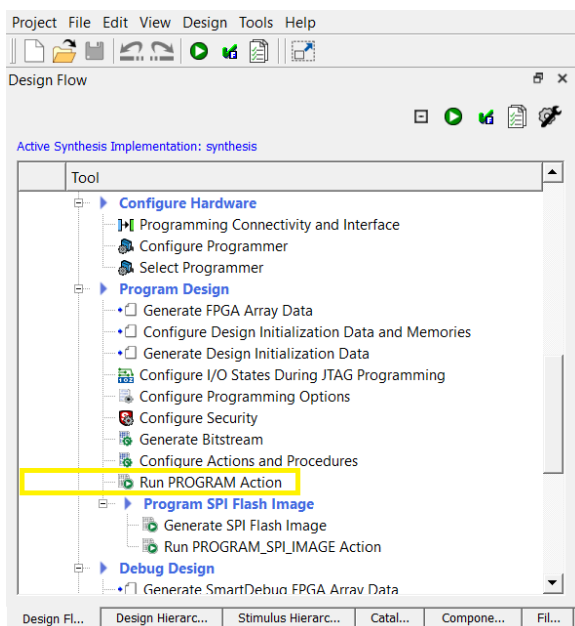 Project File Edit View Design Tools Help
Design Flow
Active Synthesis Implementation: synthesis
Tool
Configure Hardware
Programming Connectivity and Interface
Configure Programmer
Select Programmer
Program Design
Generate FPGA Array Data
Configure Design Initialization Data and Memories
Generate Design Initialization Data
Configure I/O States During JTAG Programming
Configure Programming Options
Configure Security
Generate Bitstream
Configure Actions and Procedures
Run PROGRAM Action
Program SPI Flash Image
Generate SPI Flash Image
Run PROGRAM_SPI_IMAGE Action
Debug Design
Generate SmartDebug FPGA Array Data
Design Fl... Design Hierarc... Stimulus Hierarc... Catal... Compone... Fil...